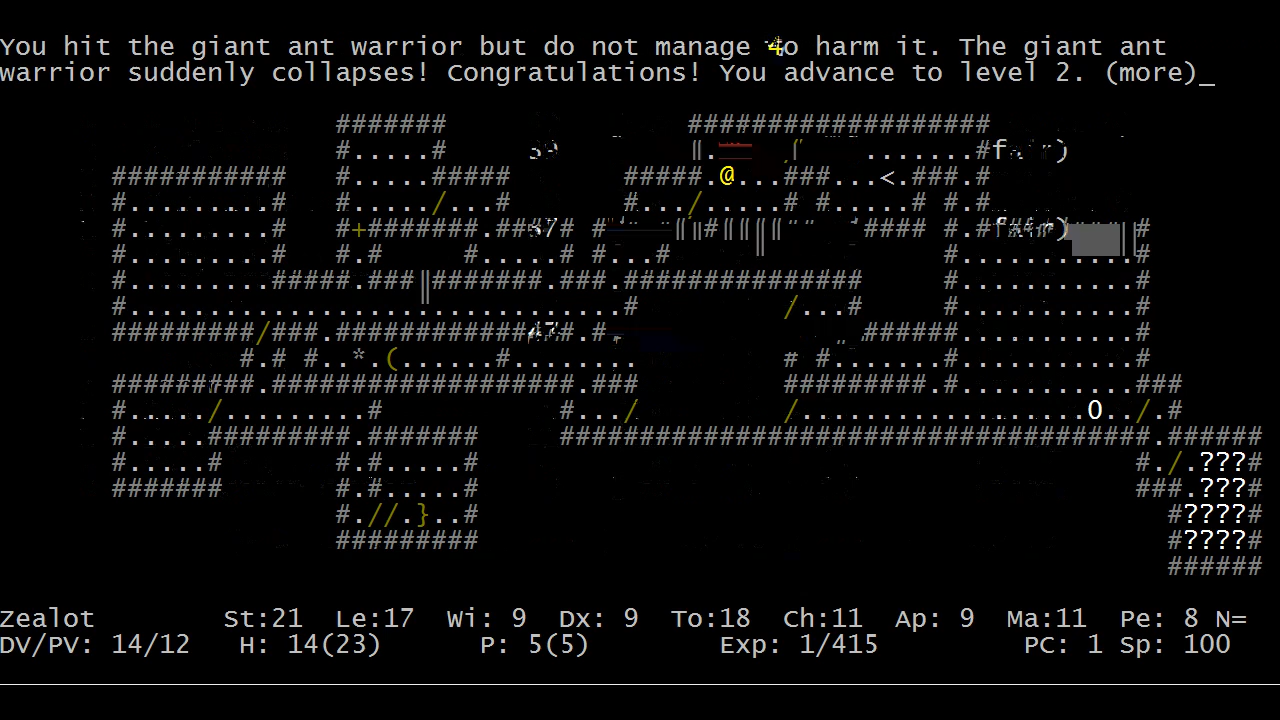 You hit the giant ant warrior but do not manage to harm it. The giant ant
warrior suddenly collapses! Congratulations! You advance to level 2. (more)_
Zealot St:21 Le:17 Wi: 9 Dx: 9 To:18 Ch:11 Ap: 9 Ma:11 Pe: 8 N=
DV/PV: 14/12 H: 14(23) P: 5(5) Exp: 1/415 PC: 1 Sp: 100